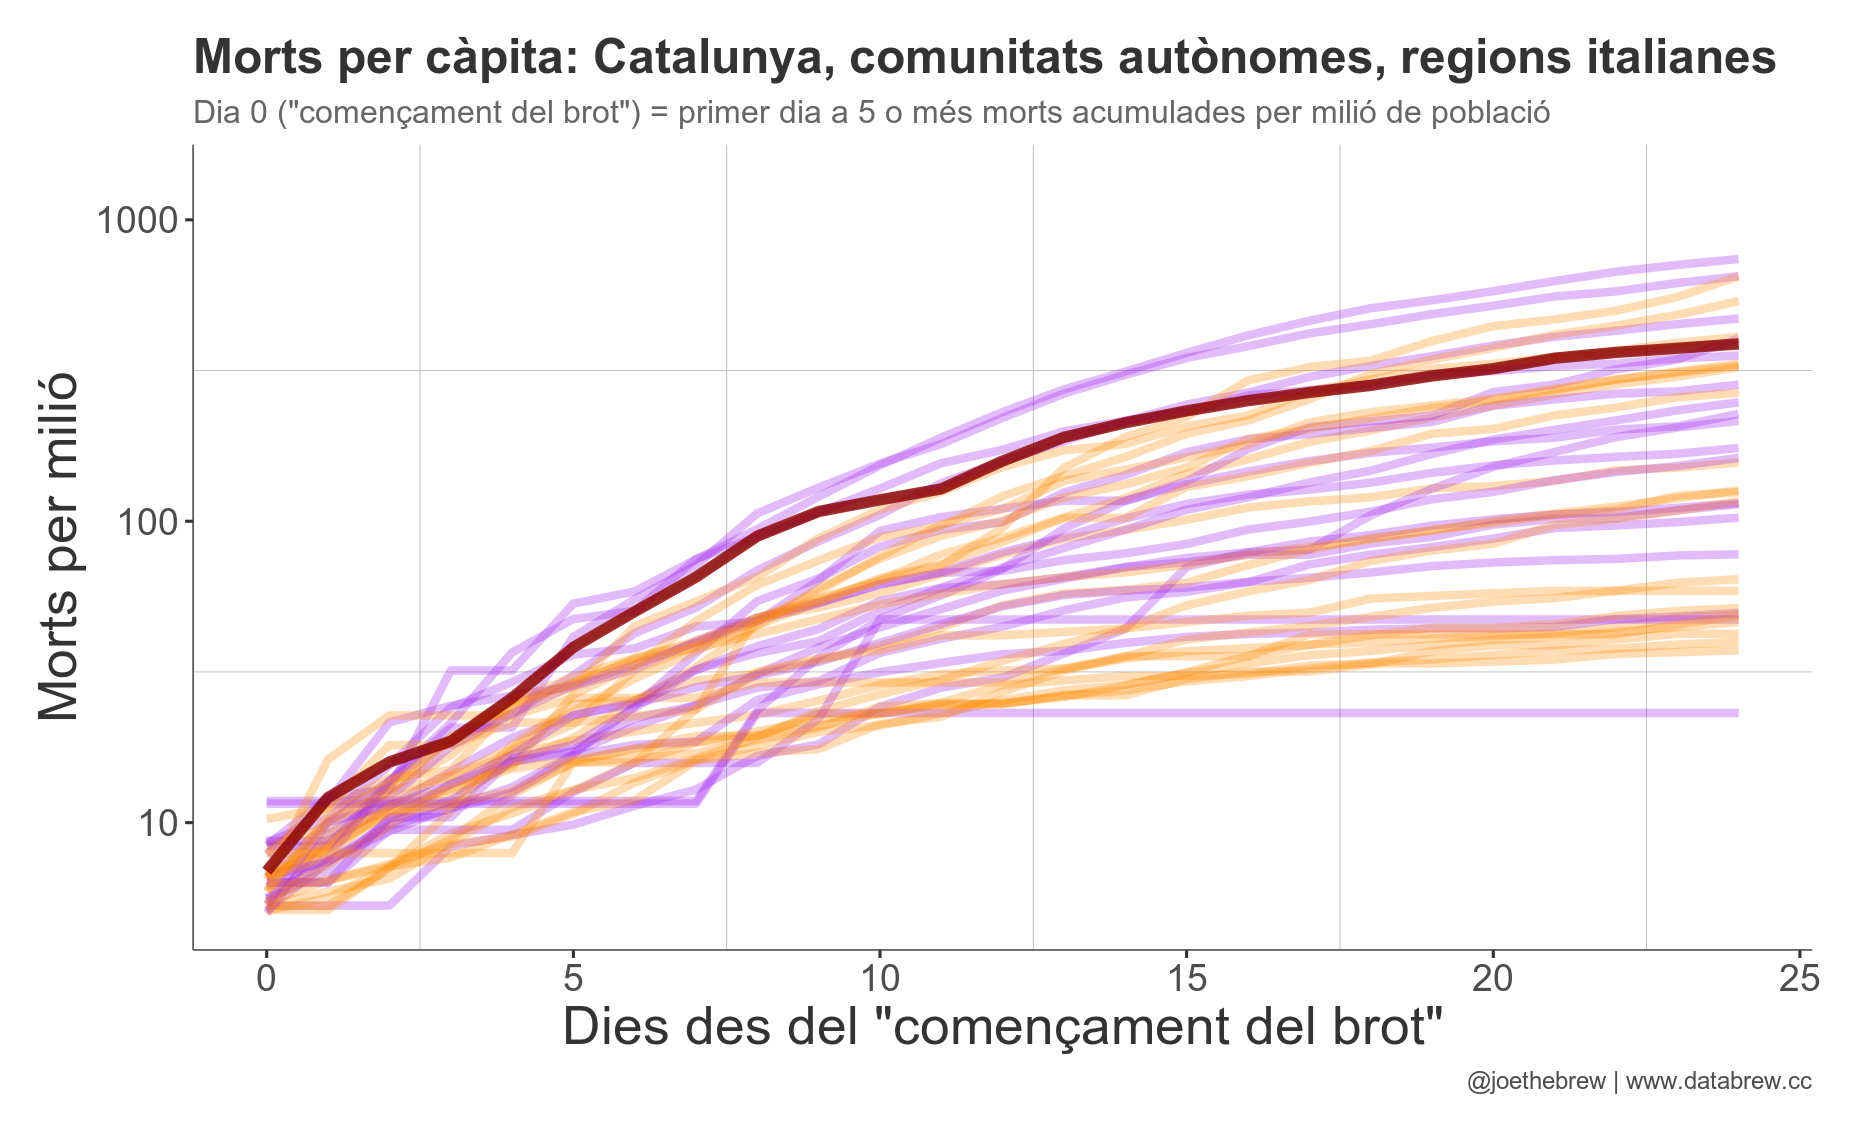 Morts per càpita: Catalunya, comunitats autònomes, regions italianes
Dia 0 ("començament del brot") = primer dia a 5 o més morts acumulades per milió de població
Morts per milió
1000
100
10
0 5 10 15 20 25
Dies des del "començament del brot"
@joethebrew | www.databrew.cc